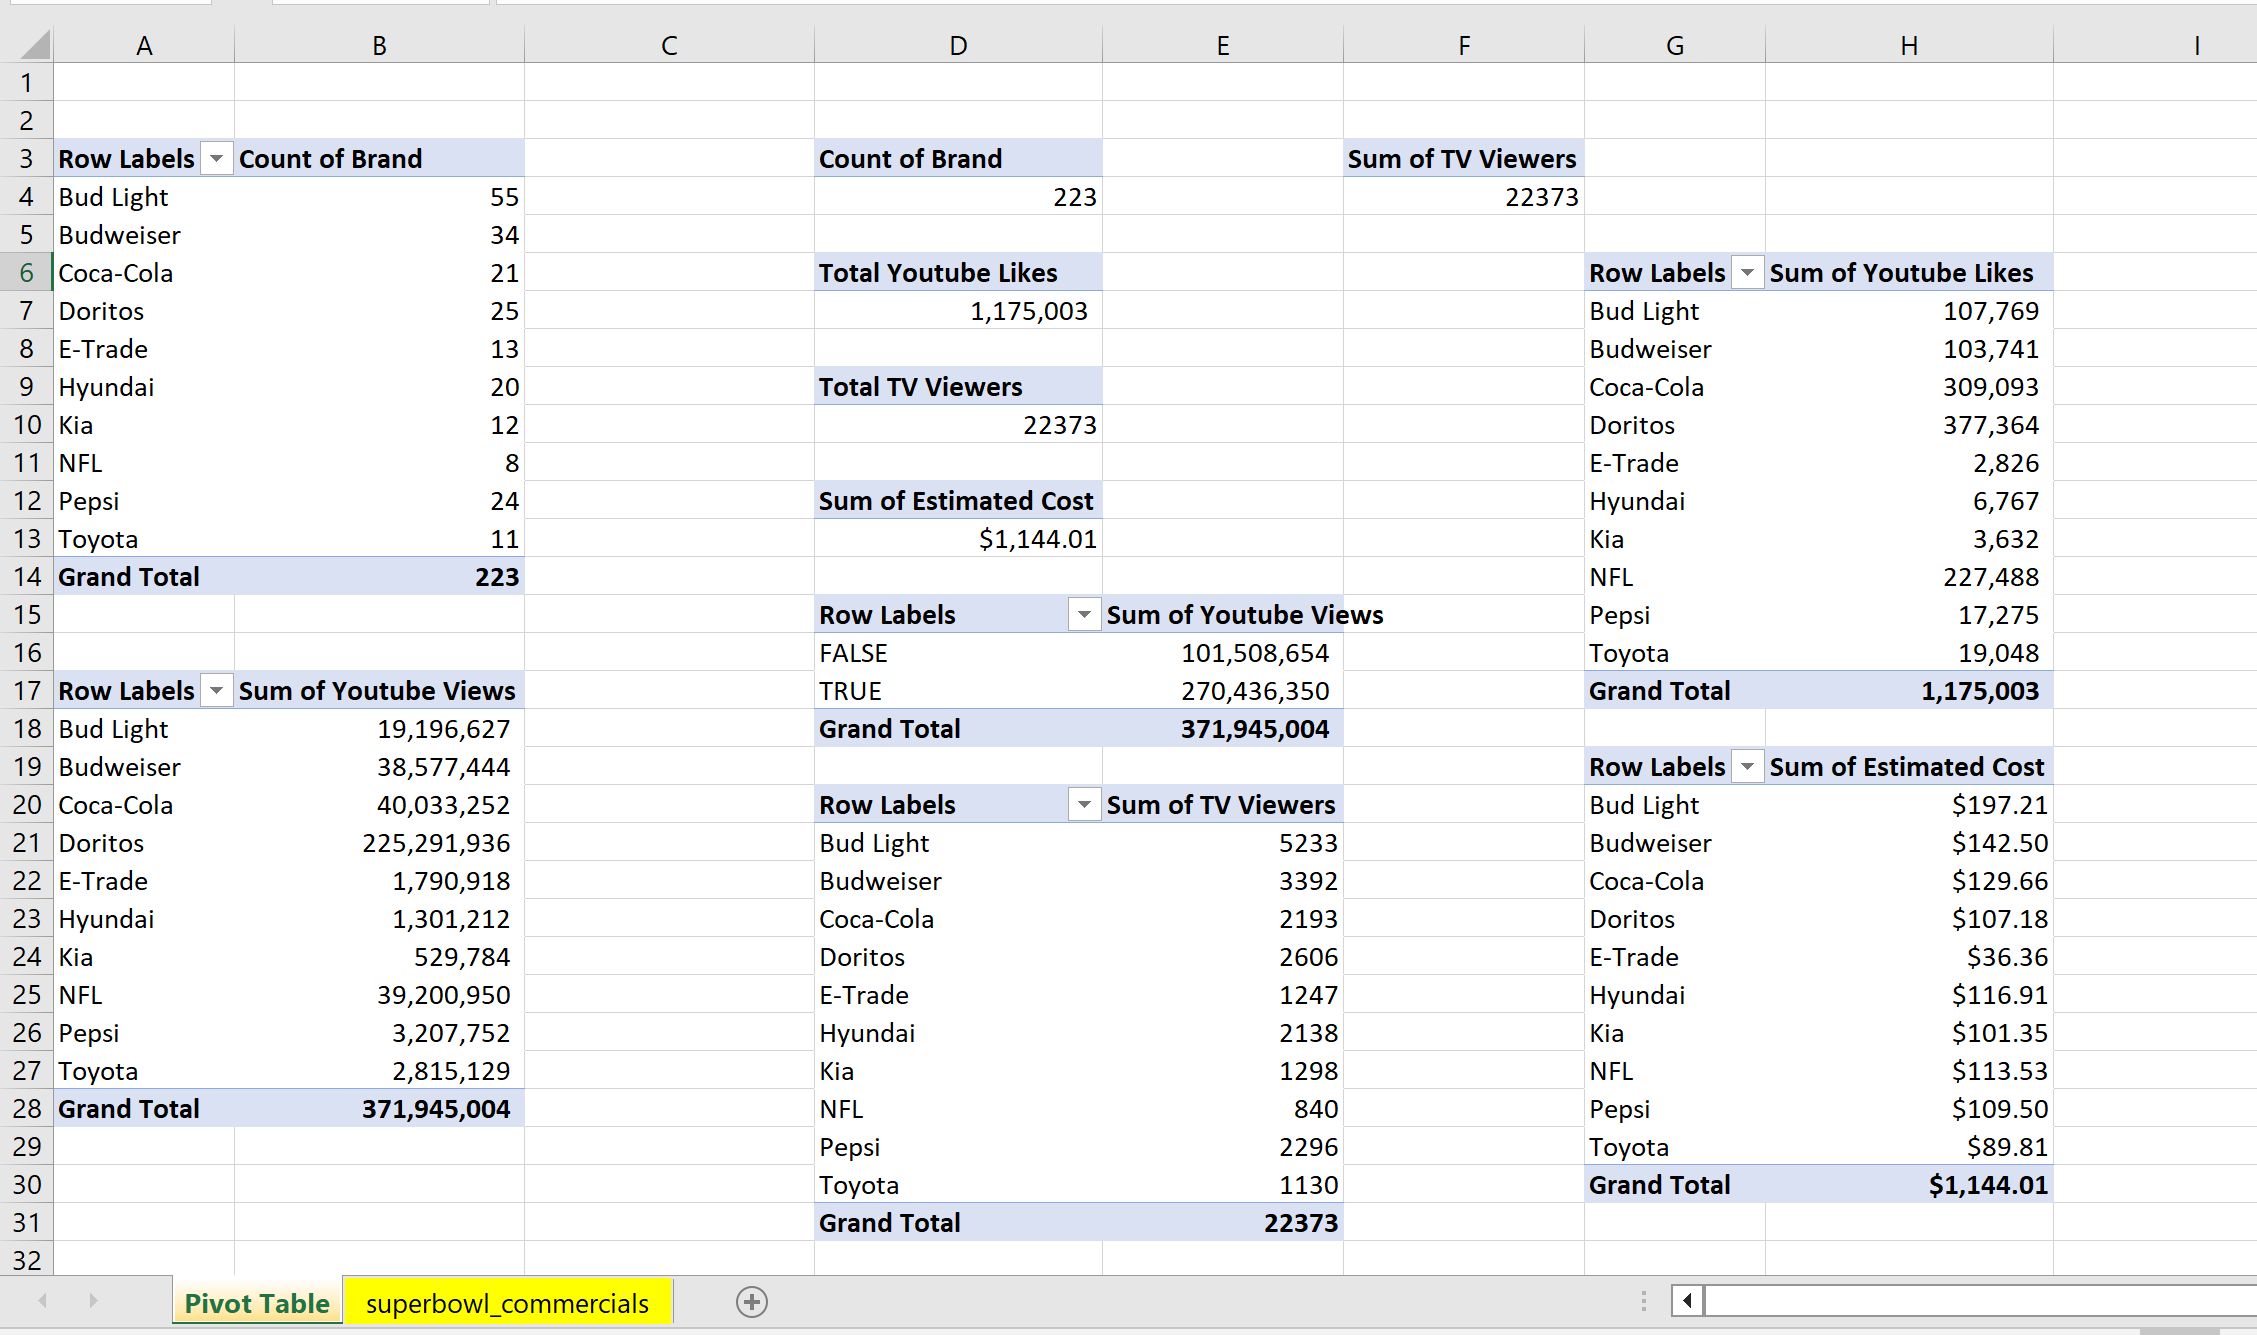 A B C D E F G H I
1
2
3 Row Labels Count of Brand Count of Brand Sum of TV Viewers
4 Bud Light 55 223 22373
5 Budweiser 34
6 Coca-Cola 21 Total Youtube Likes Row Labels Sum of Youtube Likes
7 Doritos 25 1,175,003 Bud Light 107,769
8 E-Trade 13 Budweiser 103,741
9 Hyundai 20 Total TV Viewers Coca-Cola 309,093
10 Kia 12 22373 Doritos 377,364
11 NFL 8 E-Trade 2,826
12 Pepsi 24 Sum of Estimated Cost Hyundai 6,767
13 Toyota 11 $1,144.01 Kia 3,632
14 Grand Total 223 NFL 227,488
15 Row Labels Sum of Youtube Views Pepsi 17,275
16 FALSE 101,508,654 Toyota 19,048
17 Row Labels Sum of Youtube Views TRUE 270,436,350 Grand Total 1,175,003
18 Bud Light 19,196,627 Grand Total 371,945,004
19 Budweiser 38,577,444 Row Labels Sum of Estimated Cost
20 Coca-Cola 40,033,252 Row Labels Sum of TV Viewers Bud Light $197.21
21 Doritos 225,291,936 Bud Light 5233 Budweiser $142.50
22 E-Trade 1,790,918 Budweiser 3392 Coca-Cola $129.66
23 Hyundai 1,301,212 Coca-Cola 2193 Doritos $107.18
24 Kia 529,784 Doritos 2606 E-Trade $36.36
25 NFL 39,200,950 E-Trade 1247 Hyundai $116.91
26 Pepsi 3,207,752 Hyundai 2138 Kia $101.35
27 Toyota 2,815,129 Kia 1298 NFL $113.53
28 Grand Total 371,945,004 NFL 840 Pepsi $109.50
29 Pepsi 2296 Toyota $89.81
30 Toyota 1130 Grand Total $1,144.01
31 Grand Total 22373
32
Pivot Table superbowl_commercials